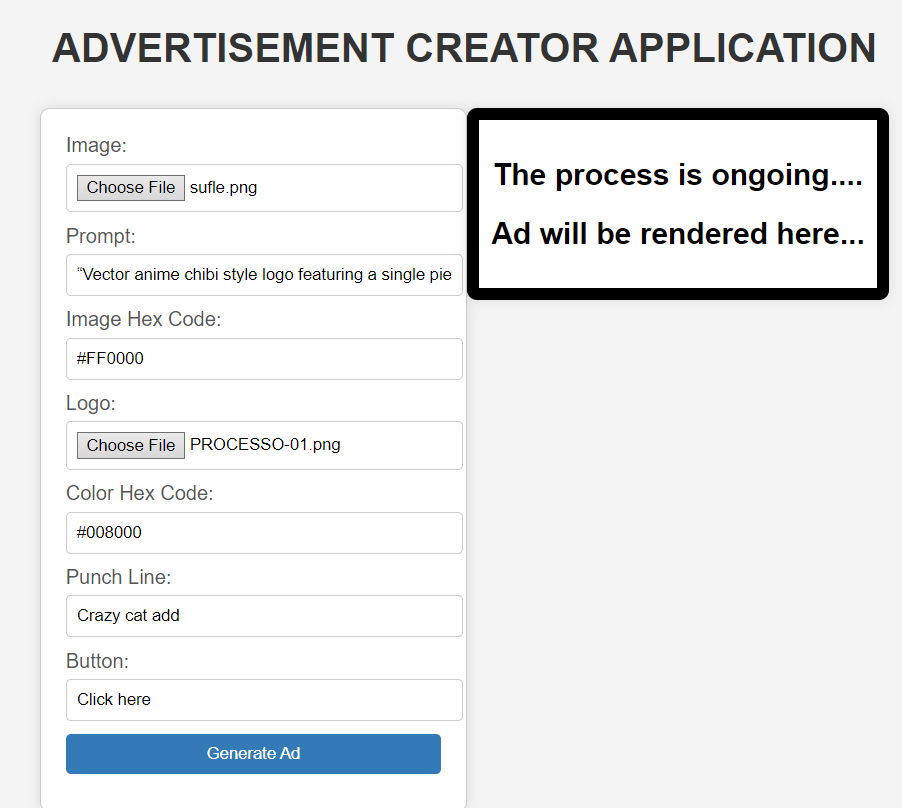 ADVERTISEMENT CREATOR APPLICATION
Image:
Choose File sufle.png
Prompt:
“Vector anime chibi style logo featuring a single pie
Image Hex Code:
#FF0000
Logo:
Choose File PROCESSO-01.png
Color Hex Code:
#008000
Punch Line:
Crazy cat add
Button:
Click here
Generate Ad
The process is ongoing....
Ad will be rendered here...